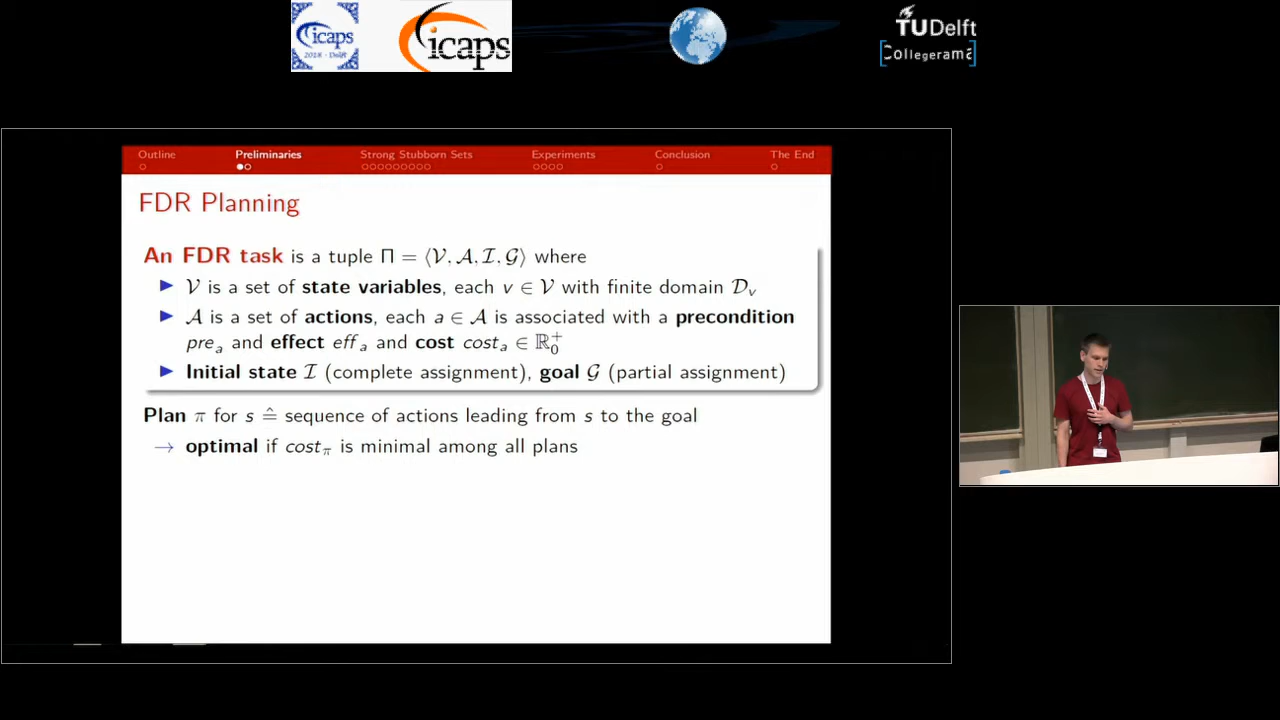 icaps
2018 · Delft
icaps
TU Delft
Collegerama
Outline Preliminaries Strong Stubborn Sets Experiments Conclusion The End
FDR Planning
An FDR task is a tuple Π = ⟨𝒱, 𝒜, ℐ, 𝒢⟩ where
▶ 𝒱 is a set of state variables, each v ∈ 𝒱 with finite domain 𝒟_v
▶ 𝒜 is a set of actions, each a ∈ 𝒜 is associated with a precondition
pre_a and effect eff_a and cost cost_a ∈ ℝ₀⁺
▶ Initial state ℐ (complete assignment), goal 𝒢 (partial assignment)
Plan π for s ≙ sequence of actions leading from s to the goal
→ optimal if cost_π is minimal among all plans